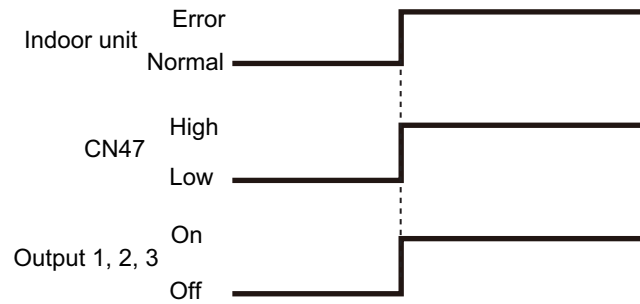 Error
Indoor unit
Normal
High
CN47
Low
On
Output 1, 2, 3
Off